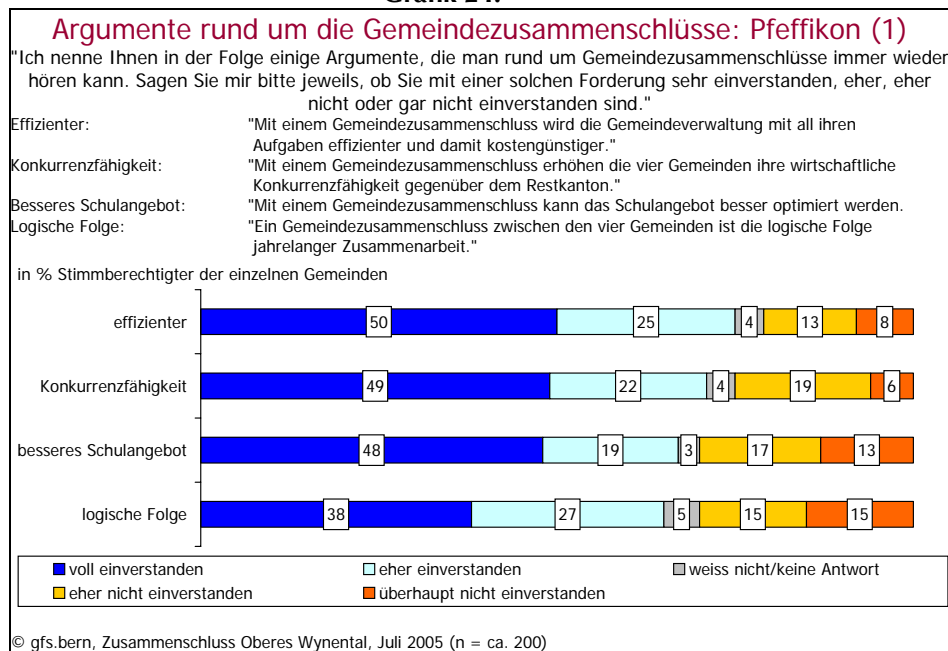 Grafik 24:
Argumente rund um die Gemeindezusammenschlüsse: Pfeffikon (1)
"Ich nenne Ihnen in der Folge einige Argumente, die man rund um Gemeindezusammenschlüsse immer wieder
hören kann. Sagen Sie mir bitte jeweils, ob Sie mit einer solchen Forderung sehr einverstanden, eher, eher
nicht oder gar nicht einverstanden sind."
Effizienter: "Mit einem Gemeindezusammenschluss wird die Gemeindeverwaltung mit all ihren
Aufgaben effizienter und damit kostengünstiger."
Konkurrenzfähigkeit: "Mit einem Gemeindezusammenschluss erhöhen die vier Gemeinden ihre wirtschaftliche
Konkurrenzfähigkeit gegenüber dem Restkanton."
Besseres Schulangebot: "Mit einem Gemeindezusammenschluss kann das Schulangebot besser optimiert werden.
Logische Folge: "Ein Gemeindezusammenschluss zwischen den vier Gemeinden ist die logische Folge
jahrelanger Zusammenarbeit."
in % Stimmberechtigter der einzelnen Gemeinden
effizienter 50 25 4 13 8
Konkurrenzfähigkeit 49 22 4 19 6
besseres Schulangebot 48 19 3 17 13
logische Folge 38 27 5 15 15
voll einverstanden eher einverstanden weiss nicht/keine Antwort
eher nicht einverstanden überhaupt nicht einverstanden
© gfs.bern, Zusammenschluss Oberes Wynental, Juli 2005 (n = ca. 200)